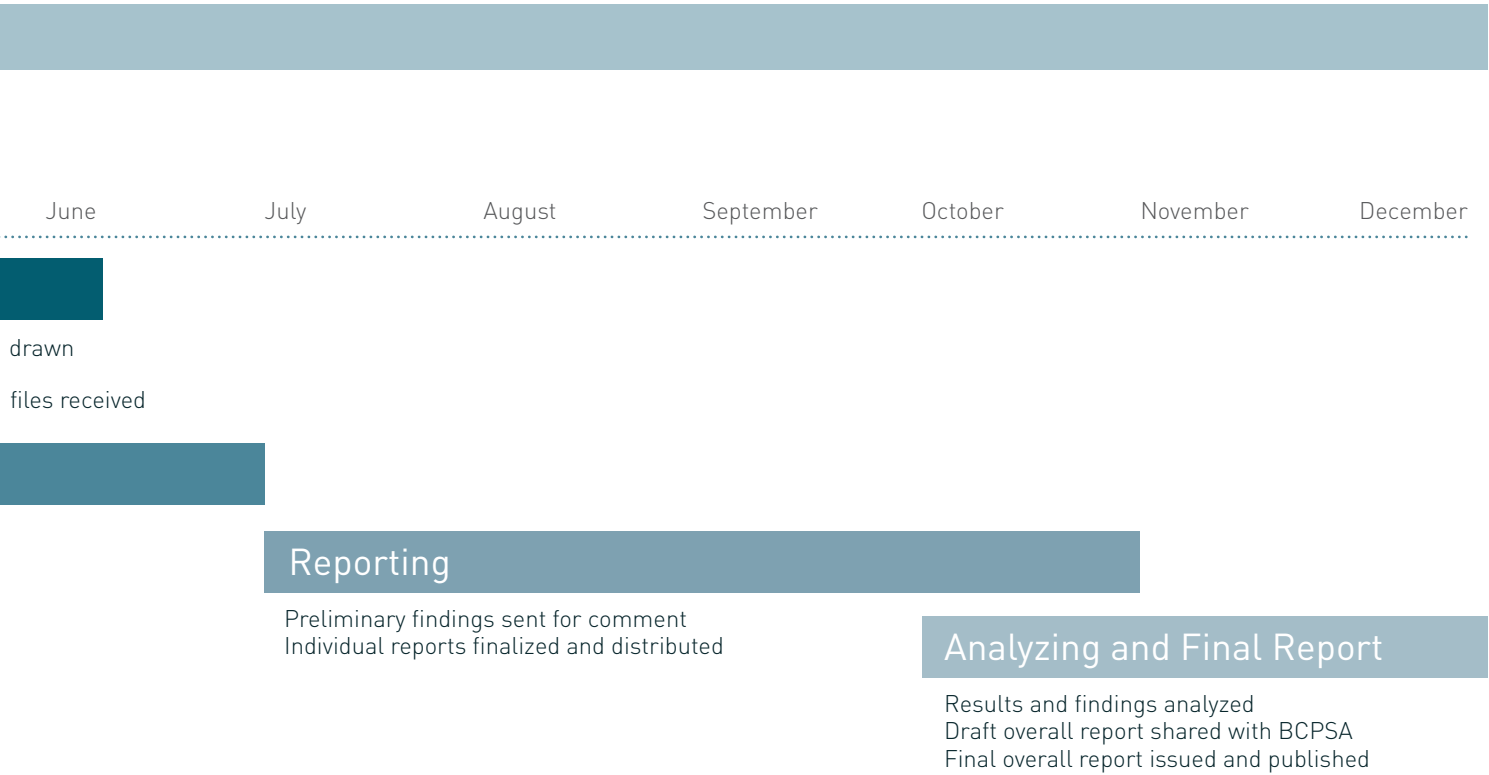 June July August September October November December
drawn
files received
Reporting
Preliminary findings sent for comment
Individual reports finalized and distributed
Analyzing and Final Report
Results and findings analyzed
Draft overall report shared with BCPSA
Final overall report issued and published